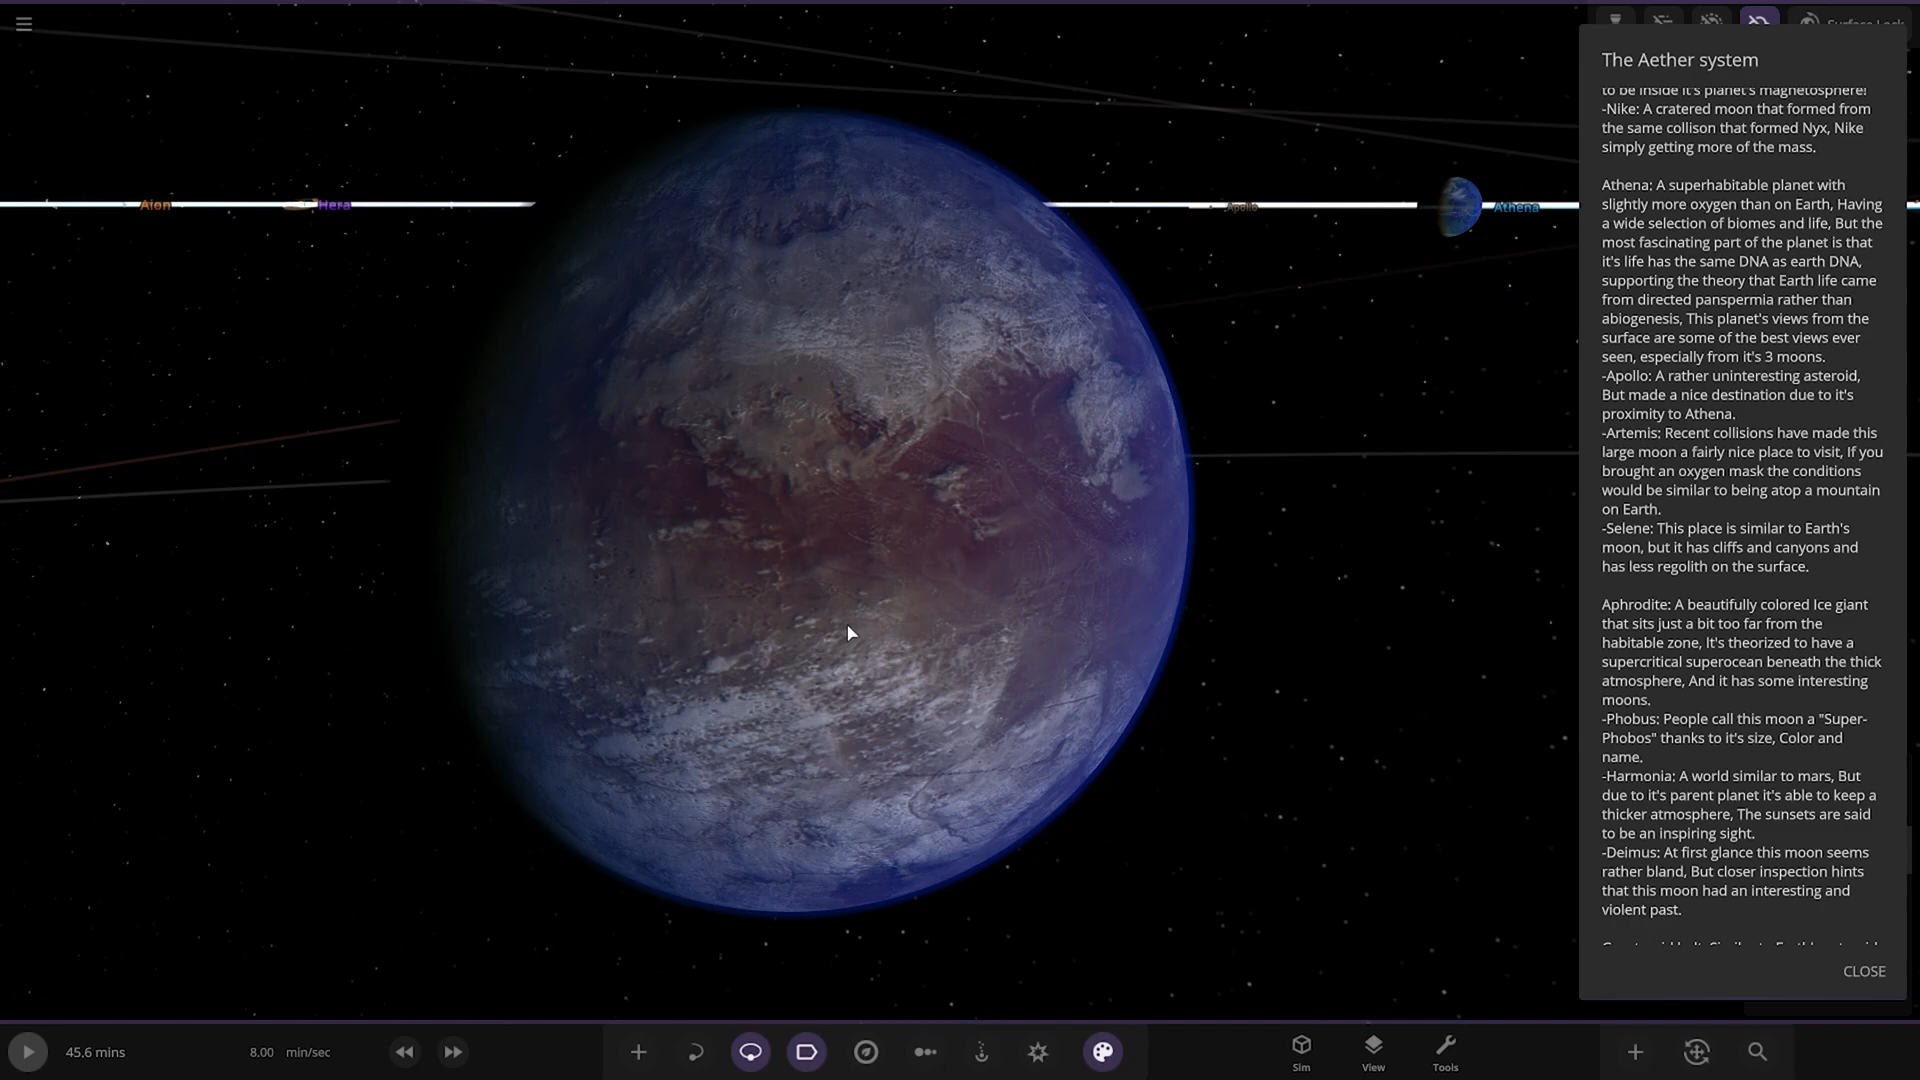 Surface Lock
The Aether system
to be inside it's planet's magnetosphere!
-Nike: A cratered moon that formed from
the same collison that formed Nyx, Nike
simply getting more of the mass.
Athena: A superhabitable planet with
slightly more oxygen than on Earth, Having
a wide selection of biomes and life, But the
most fascinating part of the planet is that
it's life has the same DNA as earth DNA,
supporting the theory that Earth life came
from directed panspermia rather than
abiogenesis, This planet's views from the
surface are some of the best views ever
seen, especially from it's 3 moons.
-Apollo: A rather uninteresting asteroid,
But made a nice destination due to it's
proximity to Athena.
-Artemis: Recent collisions have made this
large moon a fairly nice place to visit, If you
brought an oxygen mask the conditions
would be similar to being atop a mountain
on Earth.
-Selene: This place is similar to Earth's
moon, but it has cliffs and canyons and
has less regolith on the surface.
Aphrodite: A beautifully colored Ice giant
that sits just a bit too far from the
habitable zone, It's theorized to have a
supercritical superocean beneath the thick
atmosphere, And it has some interesting
moons.
-Phobus: People call this moon a "Super-
Phobos" thanks to it's size, Color and
name.
-Harmonia: A world similar to mars, But
due to it's parent planet it's able to keep a
thicker atmosphere, The sunsets are said
to be an inspiring sight.
-Deimus: At first glance this moon seems
rather bland, But closer inspection hints
that this moon had an interesting and
violent past.
CLOSE
Aion
Hera
Apollo
Athena
45.6 mins
8.00 min/sec
Sim
View
Tools